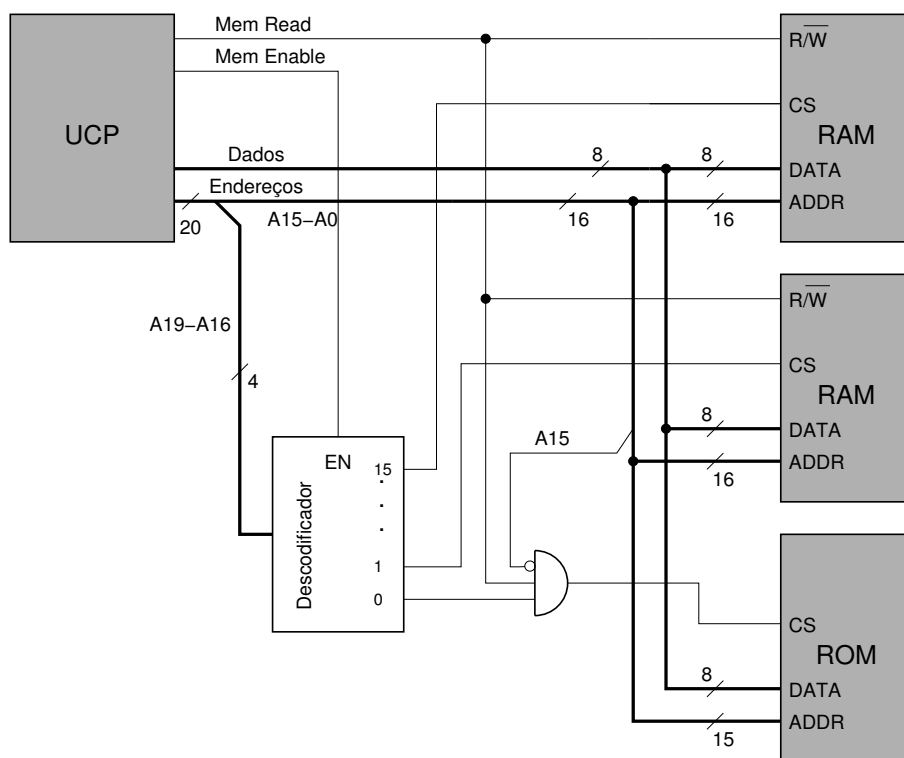 Mem Read
Mem Enable
UCP
R/W
CS
RAM
Dados
8
8
DATA
Endereços
ADDR
20
A15−A0
16
16
R/W
A19−A16
CS
4
RAM
A15
8
DATA
EN
15
ADDR
16
Descodificador
1
0
CS
ROM
8
DATA
ADDR
15